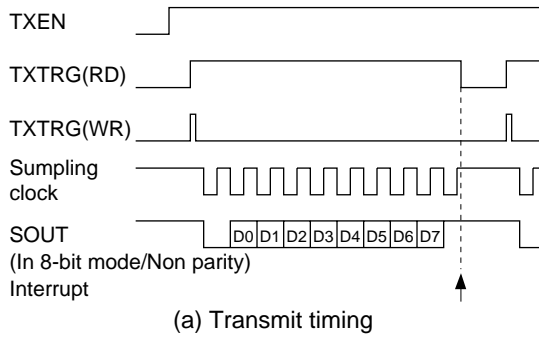 TXEN
TXTRG(RD)
TXTRG(WR)
Sumpling
clock
SOUT
D0 D1 D2 D3 D4 D5 D6 D7
(In 8-bit mode/Non parity)
Interrupt
(a) Transmit timing